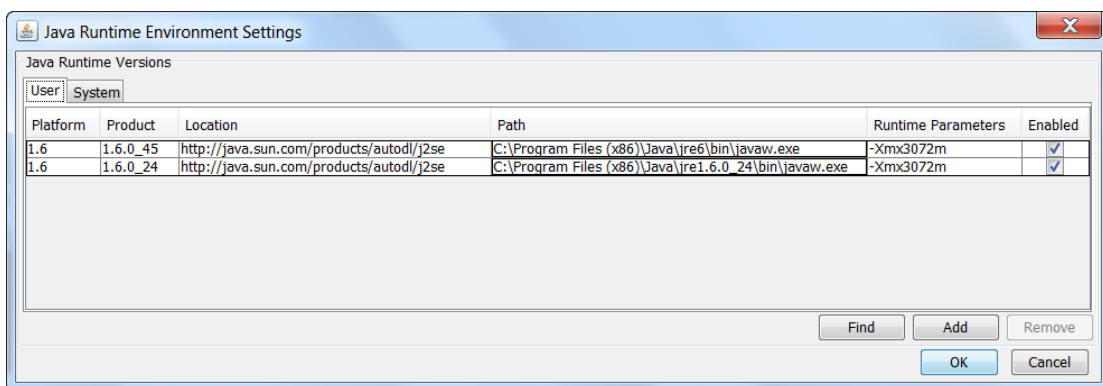 Java Runtime Environment Settings
Java Runtime Versions
User System
Platform Product Location Path Runtime Parameters Enabled
1.6 1.6.0_45 http://java.sun.com/products/autodl/j2se C:\Program Files (x86)\Java\jre6\bin\javaw.exe -Xmx3072m
1.6 1.6.0_24 http://java.sun.com/products/autodl/j2se C:\Program Files (x86)\Java\jre1.6.0_24\bin\javaw.exe -Xmx3072m
Find Add Remove
OK Cancel